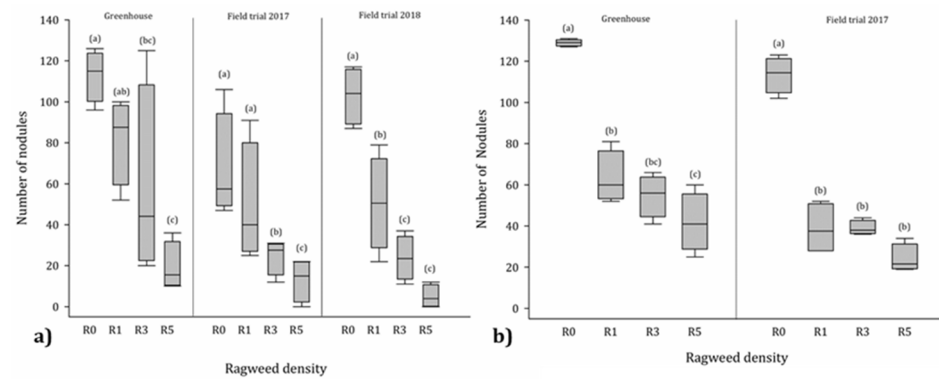 Greenhouse Field trial 2017 Field trial 2018
140
120
100
80
60
40
20
0
Number of nodules
(a) (ab) (bc) (c)
(a) (a) (b) (c)
(a) (b) (c) (c)
R0 R1 R3 R5 R0 R1 R3 R5 R0 R1 R3 R5
a)
Ragweed density
Greenhouse Field trial 2017
140
120
100
80
60
40
20
0
Number of Nodules
(a) (b) (bc) (c)
(a) (b) (b) (b)
R0 R1 R3 R5 R0 R1 R3 R5
b)
Ragweed density